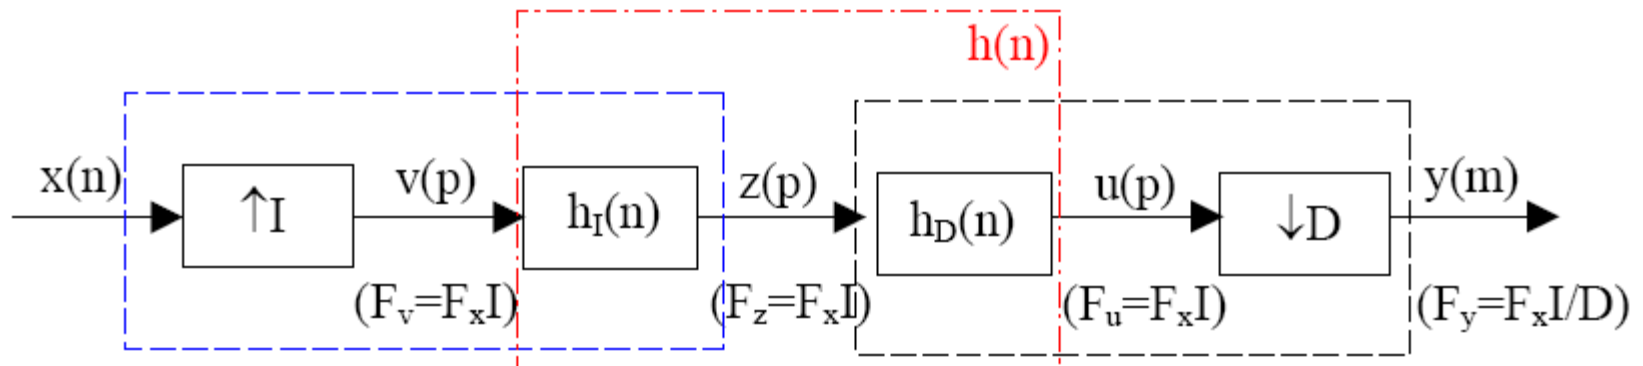 h(n)
x(n)
↑I
v(p)
h_I(n)
z(p)
h_D(n)
u(p)
↓D
y(m)
(F_v=F_xI)
(F_z=F_xI)
(F_u=F_xI)
(F_y=F_xI/D)